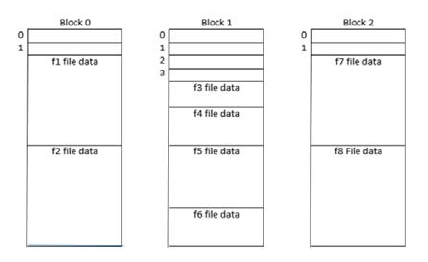 Block 0
0
1
f1 file data
f2 file data
Block 1
0
1
2
3
f3 file data
f4 file data
f5 file data
f6 file data
Block 2
0
1
f7 file data
f8 File data